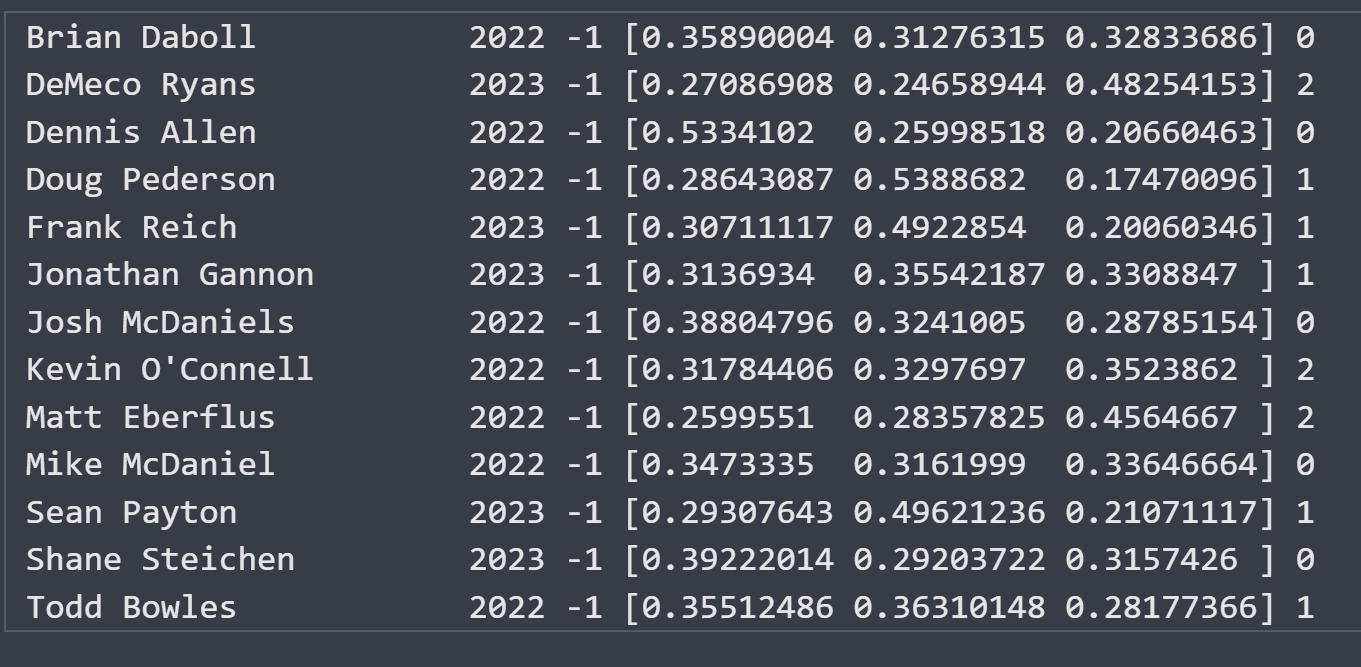 Brian Daboll 2022 -1 [0.35890004 0.31276315 0.32833686] 0
DeMeco Ryans 2023 -1 [0.27086908 0.24658944 0.48254153] 2
Dennis Allen 2022 -1 [0.5334102 0.25998518 0.20660463] 0
Doug Pederson 2022 -1 [0.28643087 0.5388682 0.17470096] 1
Frank Reich 2023 -1 [0.30711117 0.4922854 0.20060346] 1
Jonathan Gannon 2023 -1 [0.3136934 0.35542187 0.3308847 ] 1
Josh McDaniels 2022 -1 [0.38804796 0.3241005 0.28785154] 0
Kevin O'Connell 2022 -1 [0.31784406 0.3297697 0.3523862 ] 2
Matt Eberflus 2022 -1 [0.2599551 0.28357825 0.4564667 ] 2
Mike McDaniel 2022 -1 [0.3473335 0.3161999 0.33646664] 0
Sean Payton 2023 -1 [0.29307643 0.49621236 0.21071117] 1
Shane Steichen 2023 -1 [0.39222014 0.29203722 0.3157426 ] 0
Todd Bowles 2022 -1 [0.35512486 0.36310148 0.28177366] 1